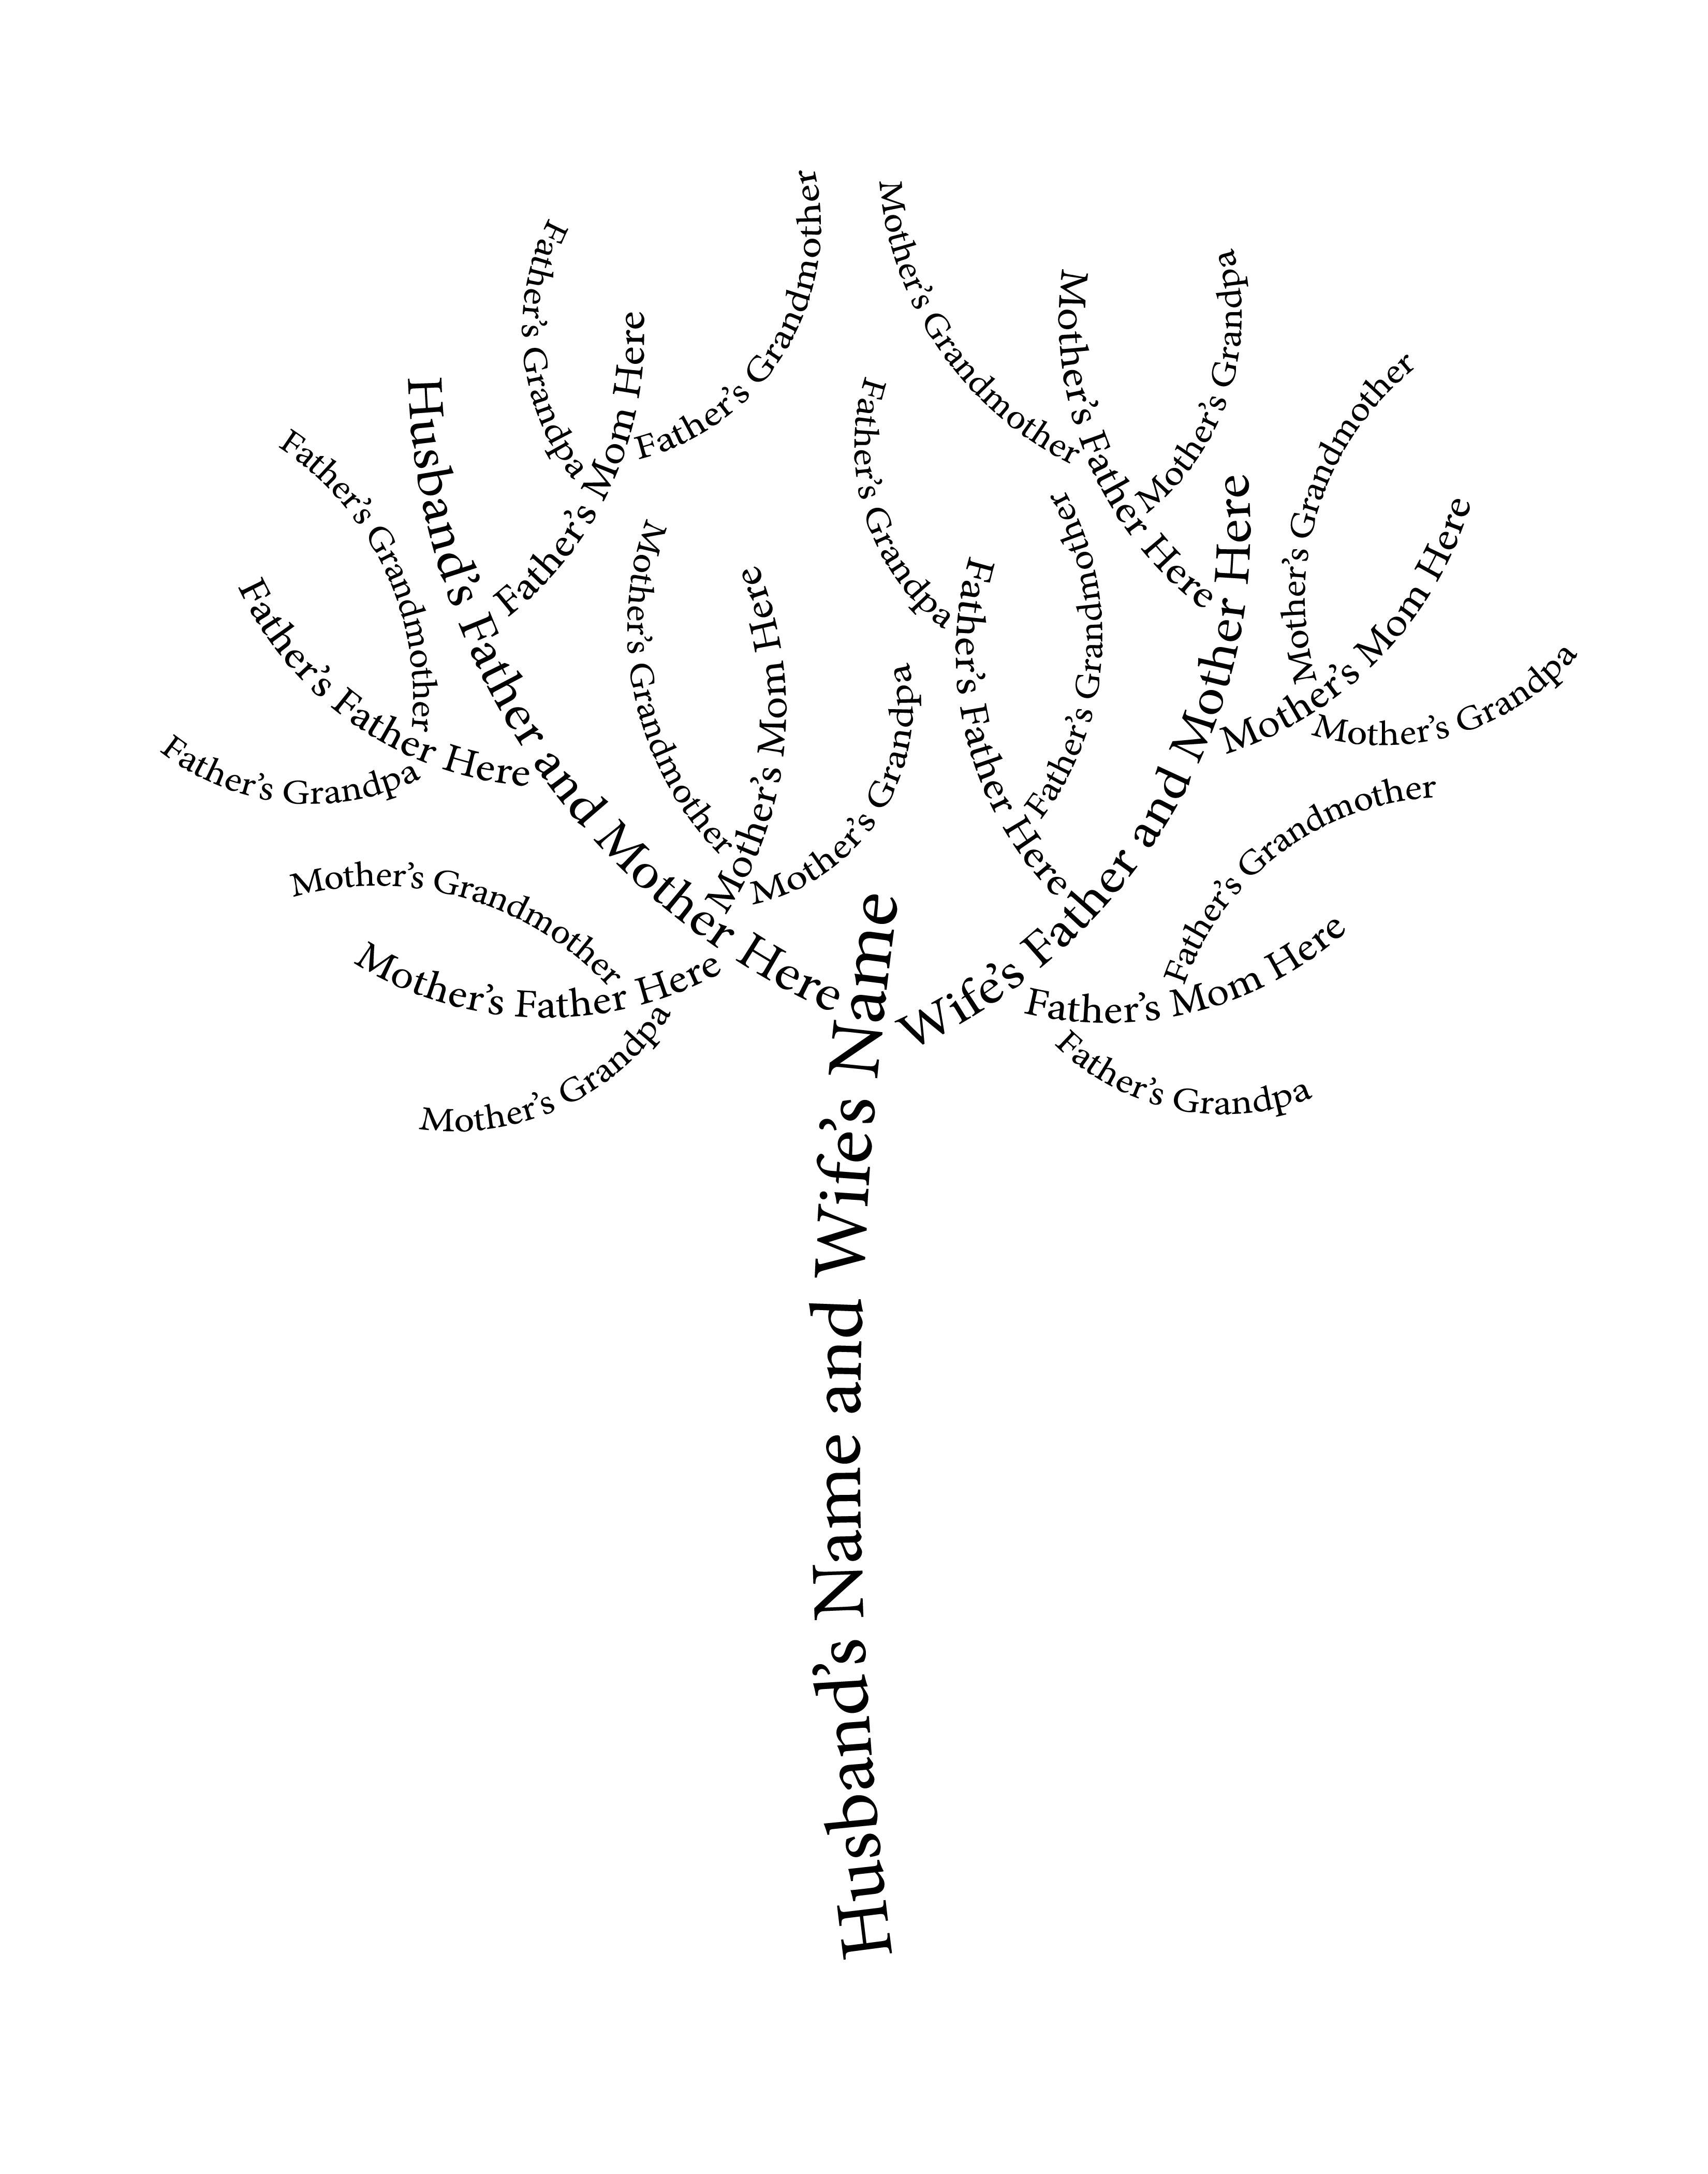 Father's Grandpa
Father's Mom Here
Father's Grandmother
Husband's Father and Mother Here
Father's Grandmother
Father's Father Here
Father's Grandpa
Mother's Grandmother
Mother's Mom Here
Mother's Grandpa
Mother's Grandmother
Mother's Father Here
Mother's Grandpa
Mother's Grandmother
Mother's Father Here
Mother's Grandpa
Father's Grandpa
Father's Father Here
Father's Grandmother
Wife's Father and Mother Here
Mother's Grandmother
Mother's Mom Here
Mother's Grandpa
Father's Grandmother
Father's Mom Here
Father's Grandpa
Husband's Name and Wife's Name